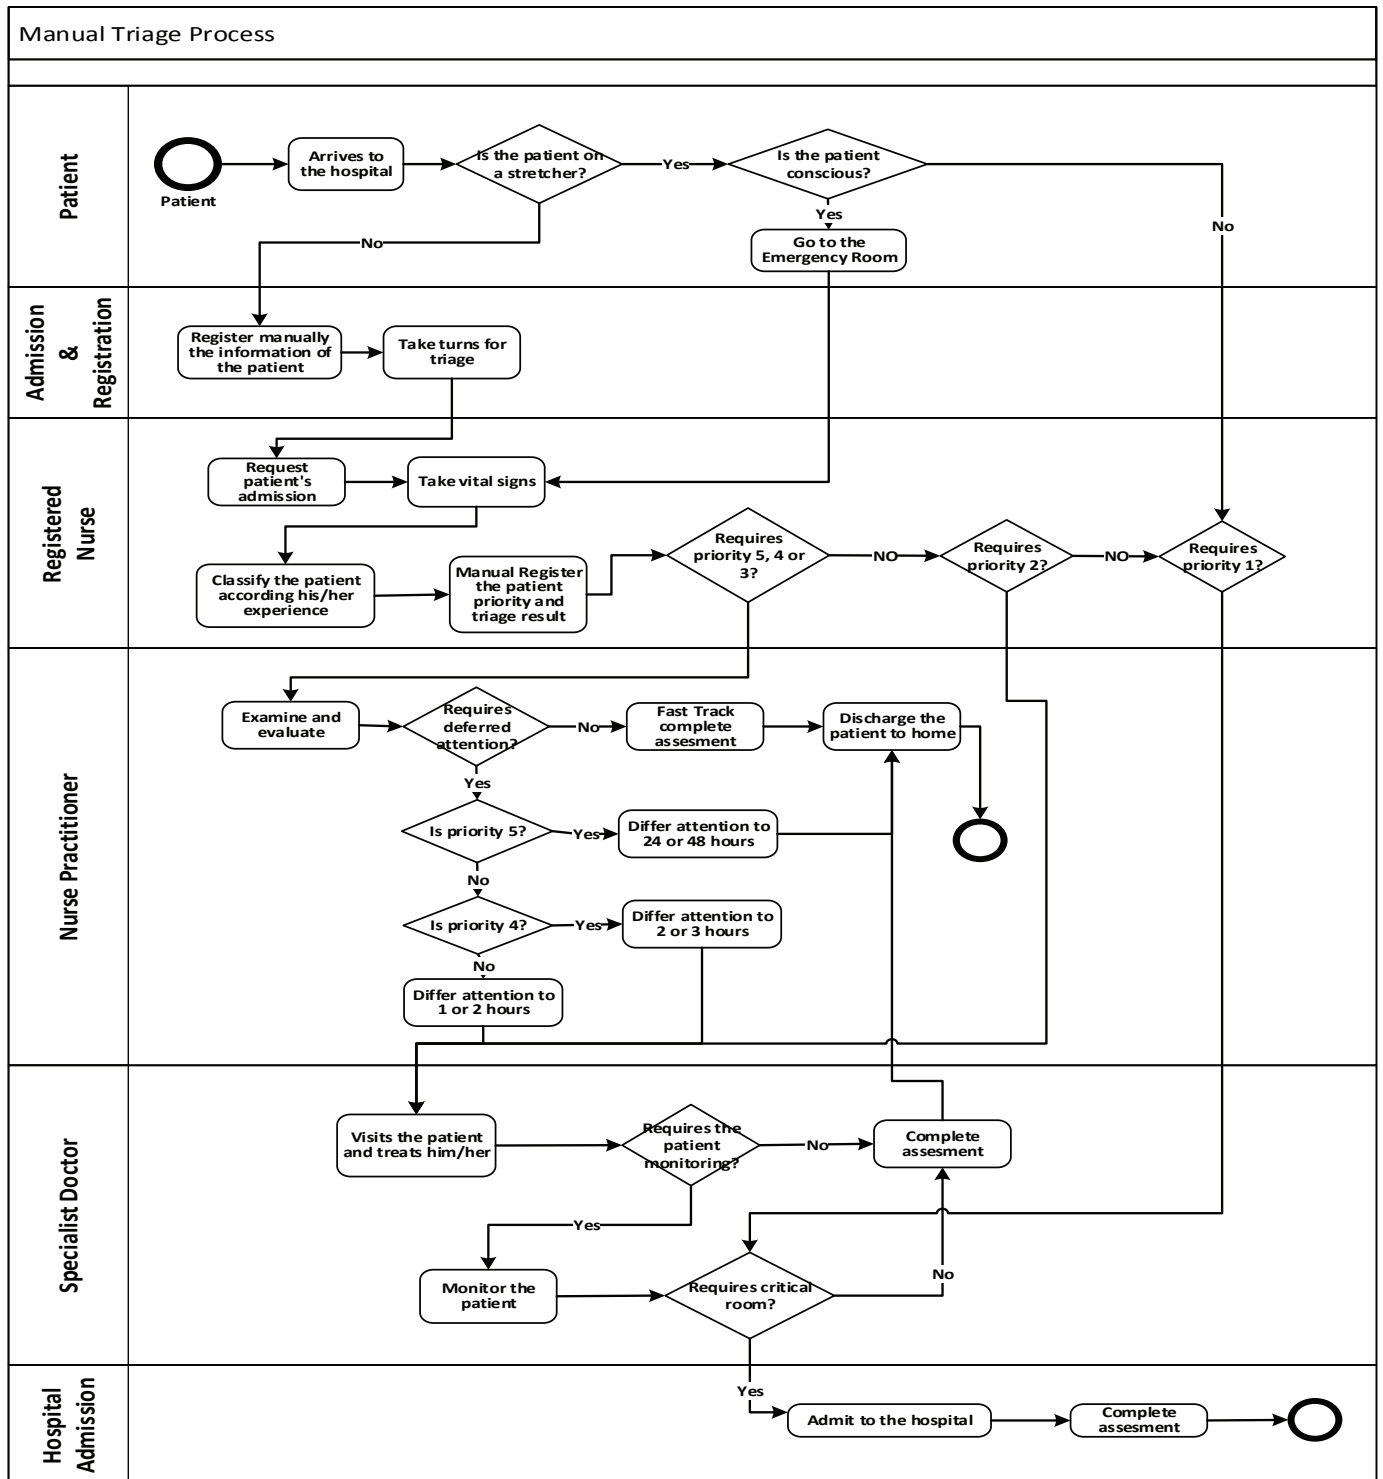 Manual Triage Process
Patient
Patient
Arrives to
the hospital
Is the patient on
a stretcher?
Yes
Is the patient
conscious?
Yes
No
No
Go to the
Emergency Room
Admission
&
Registration
Register manually
the information of
the patient
Take turns for
triage
Registered
Nurse
Request
patient's
admission
Take vital signs
Classify the patient
according his/her
experience
Manual Register
the patient
priority and
triage result
Requires
priority 5, 4 or
3?
NO
Requires
priority 2?
NO
Requires
priority 1?
Nurse Practitioner
Examine and
evaluate
Requires
deferred
attention?
No
Fast Track
complete
assesment
Discharge the
patient to home
Yes
Is priority 5?
Yes
Differ attention to
24 or 48 hours
No
Is priority 4?
Yes
Differ attention to
2 or 3 hours
No
Differ attention to
1 or 2 hours
Specialist Doctor
Visits the patient
and treats him/her
Requires the
patient
monitoring?
No
Complete
assesment
Yes
Monitor the
patient
Requires critical
room?
No
Hospital
Admission
Yes
Admit to the hospital
Complete
assesment